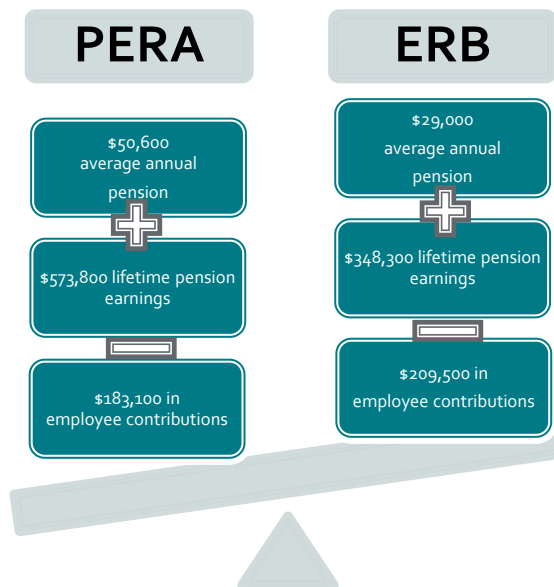 PERA
$50,600
average annual
pension
$573,800 lifetime pension
earnings
$183,100 in
employee contributions
ERB
$29,000
average annual
pension
$348,300 lifetime pension
earnings
$209,500 in
employee contributions